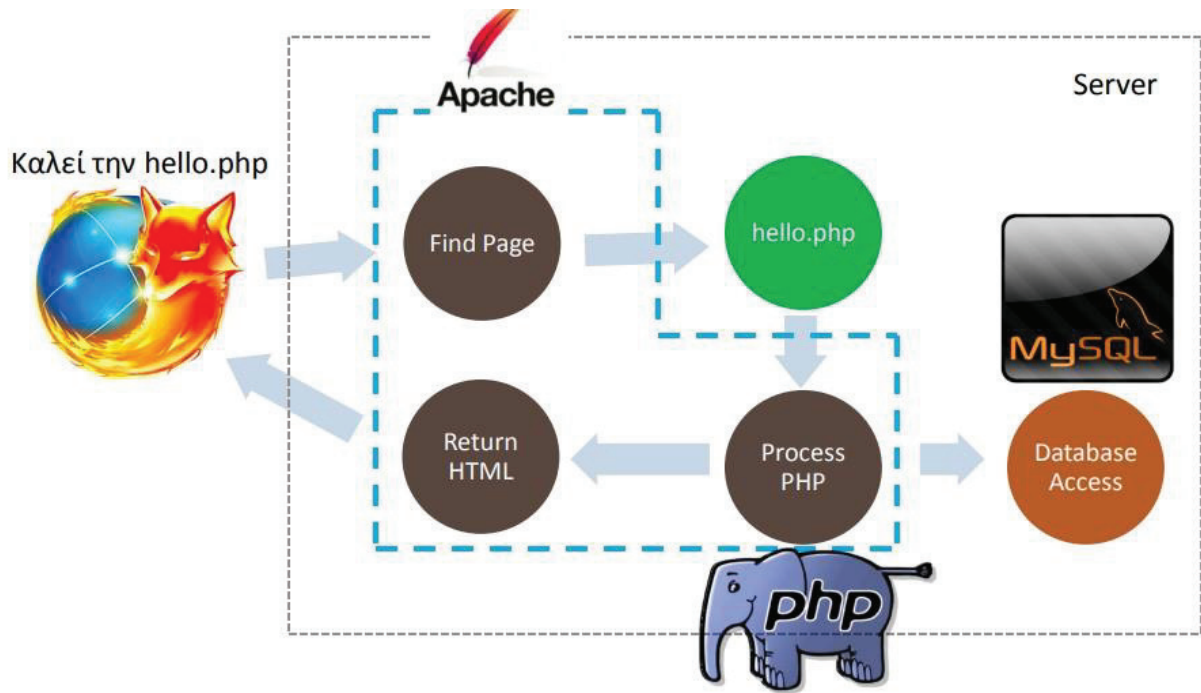 Apache
Server
Καλεί την hello.php
Find Page
hello.php
MySQL
Return
HTML
Process
PHP
Database
Access
php